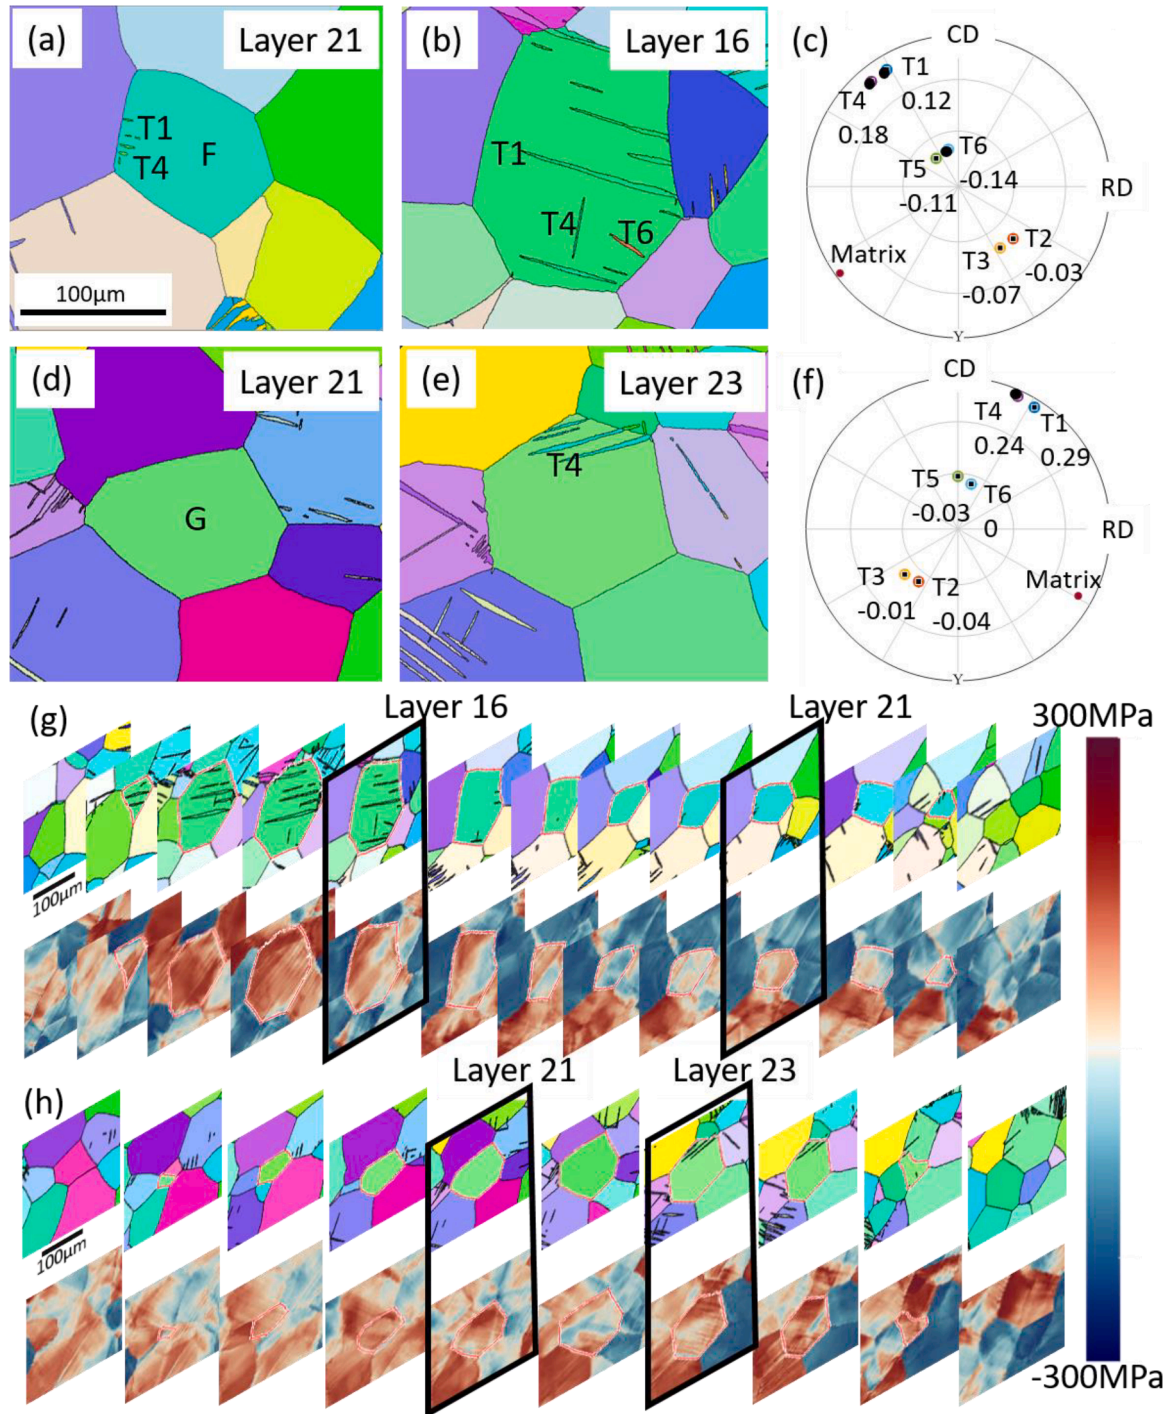 (a)
Layer 21
T1
T4
F
100μm
(b)
Layer 16
T1
T4
T6
(c)
CD
T1
0.12
T4
0.18
T6
-0.14
T5
-0.11
RD
Matrix
T2
-0.03
T3
-0.07
Y
(d)
Layer 21
G
(e)
Layer 23
T4
(f)
CD
T4
0.24
T1
0.29
T5
-0.03
T6
0
RD
T3
-0.01
T2
-0.04
Matrix
Y
(g)
Layer 16
Layer 21
300MPa
100μm
(h)
Layer 21
Layer 23
100μm
-300MPa